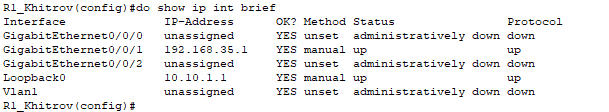 R1_Khitrov(config)#do show ip int brief
Interface              IP-Address      OK? Method Status                Protocol
GigabitEthernet0/0/0   unassigned      YES unset  administratively down down
GigabitEthernet0/0/1   192.168.35.1    YES manual up                    up
GigabitEthernet0/0/2   unassigned      YES unset  administratively down down
Loopback0              10.10.1.1       YES manual up                    up
Vlan1                  unassigned      YES unset  administratively down down
R1_Khitrov(config)#